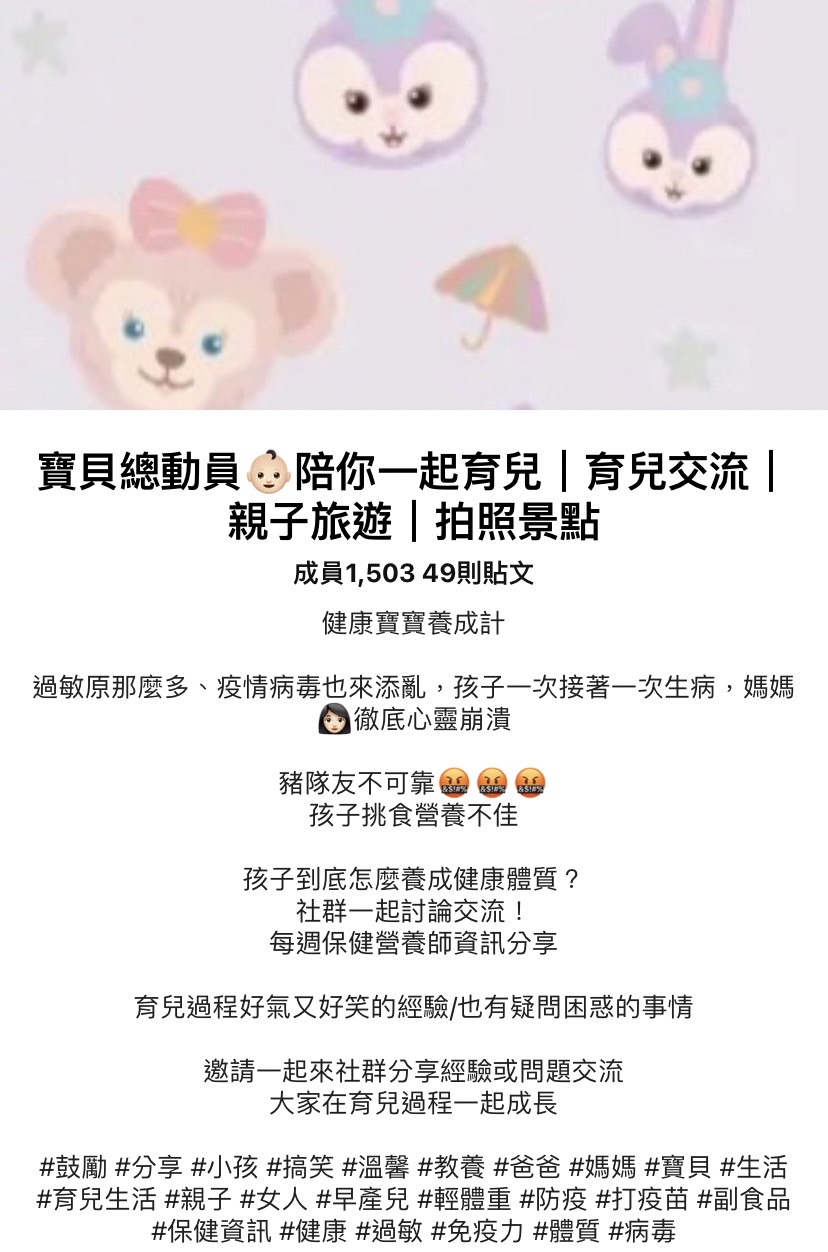 寶貝總動員👶🏻陪你一起育兒｜育兒交流｜
親子旅遊｜拍照景點
成員1,503 49則貼文
健康寶寶養成計
過敏原那麼多、疫情病毒也來添亂，孩子一次接著一次生病，媽媽
👩🏻徹底心靈崩潰
豬隊友不可靠🤬🤬🤬
孩子挑食營養不佳
孩子到底怎麼養成健康體質？
社群一起討論交流！
每週保健營養師資訊分享
育兒過程好氣又好笑的經驗/也有疑問困惑的事情
邀請一起來社群分享經驗或問題交流
大家在育兒過程一起成長
#鼓勵 #分享 #小孩 #搞笑 #溫馨 #教養 #爸爸 #媽媽 #寶貝 #生活
#育兒生活 #親子 #女人 #早產兒 #輕體重 #防疫 #打疫苗 #副食品
#保健資訊 #健康 #過敏 #免疫力 #體質 #病毒